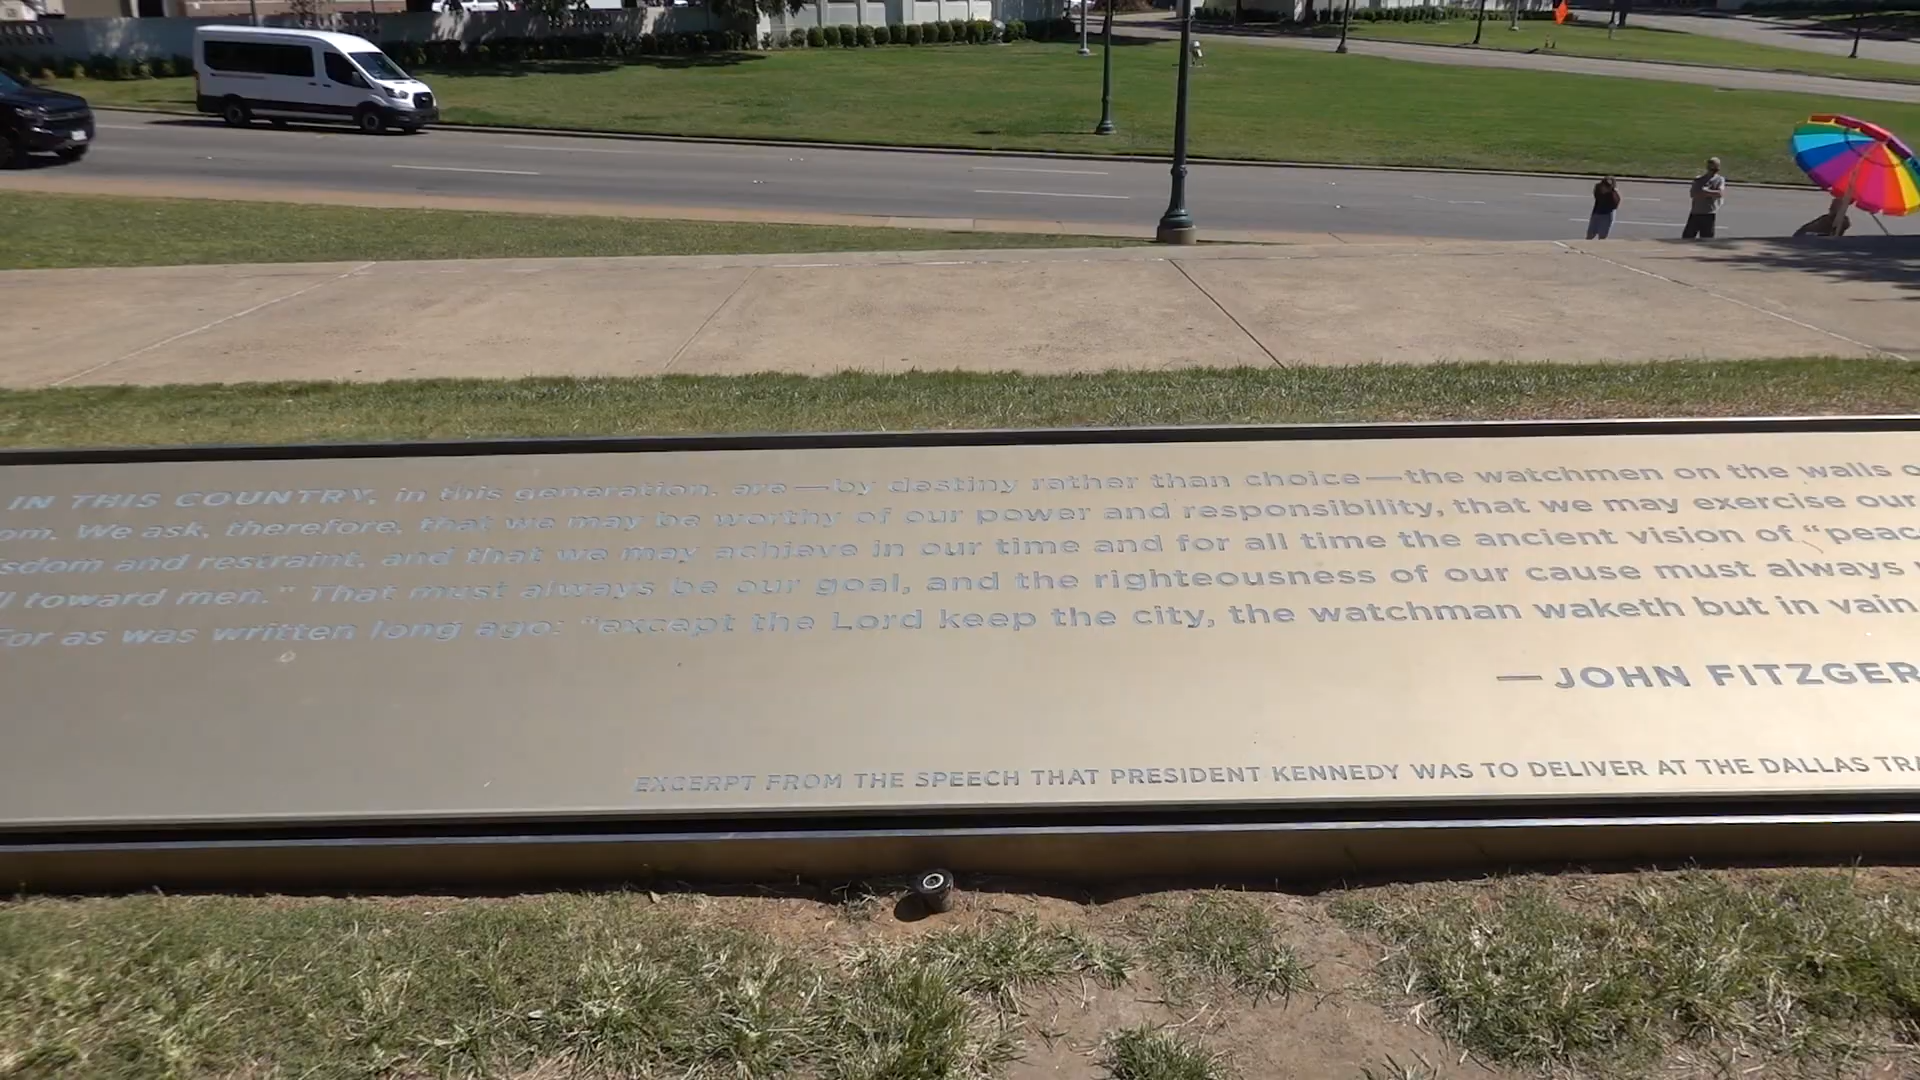 IN THIS COUNTRY, in this generation, are—by destiny rather than choice—the watchmen on the walls o
om. We ask, therefore, that we may be worthy of our power and responsibility, that we may exercise our
sdom and restraint, and that we may achieve in our time and for all time the ancient vision of “peac
ll toward men.” That must always be our goal, and the righteousness of our cause must always
For as was written long ago: “except the Lord keep the city, the watchman waketh but in vain.
—JOHN FITZGER
EXCERPT FROM THE SPEECH THAT PRESIDENT KENNEDY WAS TO DELIVER AT THE DALLAS TRA